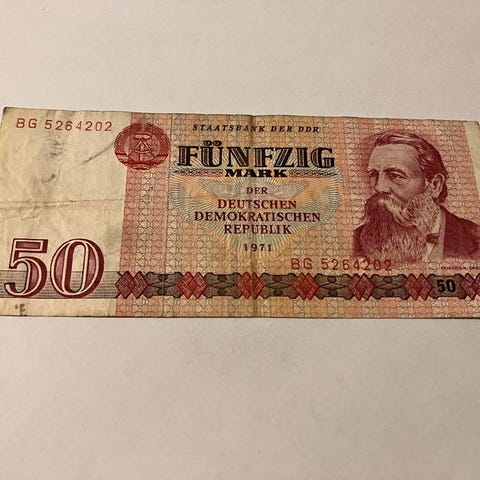 BG 5264202
STAATSBANK DER DDR
FÜNFZIG
MARK
DER
DEUTSCHEN
DEMOKRATISCHEN
REPUBLIK
1971
BG 5264202
50
50